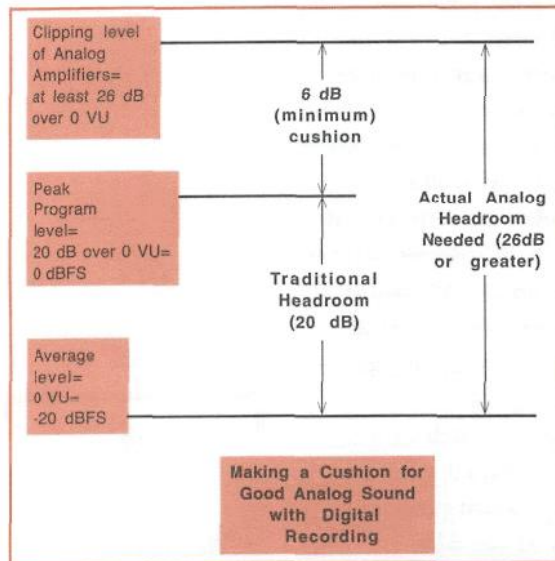 Clipping level
of Analog
Amplifiers=
at least 26 dB
over 0 VU
6 dB
(minimum)
cushion
Peak
Program
level=
20 dB over 0 VU=
0 dBFS
Actual Analog
Headroom
Needed (26dB
or greater)
Traditional
Headroom
(20 dB)
Average
level=
0 VU=
-20 dBFS
Making a Cushion for
Good Analog Sound
with Digital
Recording